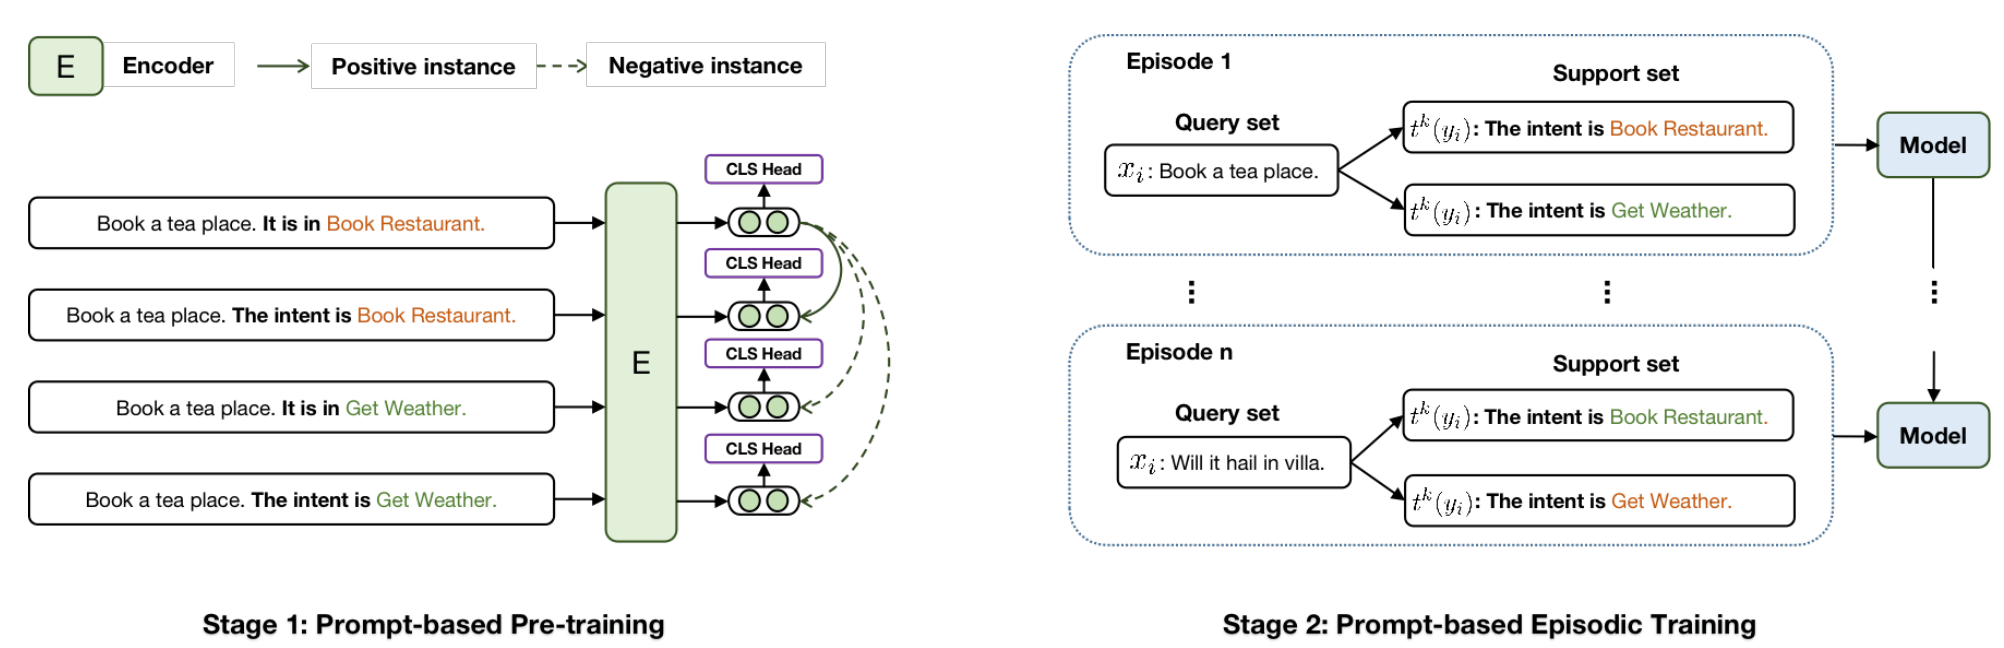 E Encoder Positive instance Negative instance
CLS Head
Book a tea place. It is in Book Restaurant.
CLS Head
Book a tea place. The intent is Book Restaurant.
E
CLS Head
Book a tea place. It is in Get Weather.
CLS Head
Book a tea place. The intent is Get Weather.
Stage 1: Prompt-based Pre-training
Episode 1
Support set
Query set
t^k(y_i): The intent is Book Restaurant.
x_i: Book a tea place.
t^k(y_i): The intent is Get Weather.
Model
⋮ ⋮ ⋮
Episode n
Support set
Query set
t^k(y_i): The intent is Book Restaurant.
x_i: Will it hail in villa.
t^k(y_i): The intent is Get Weather.
Model
Stage 2: Prompt-based Episodic Training